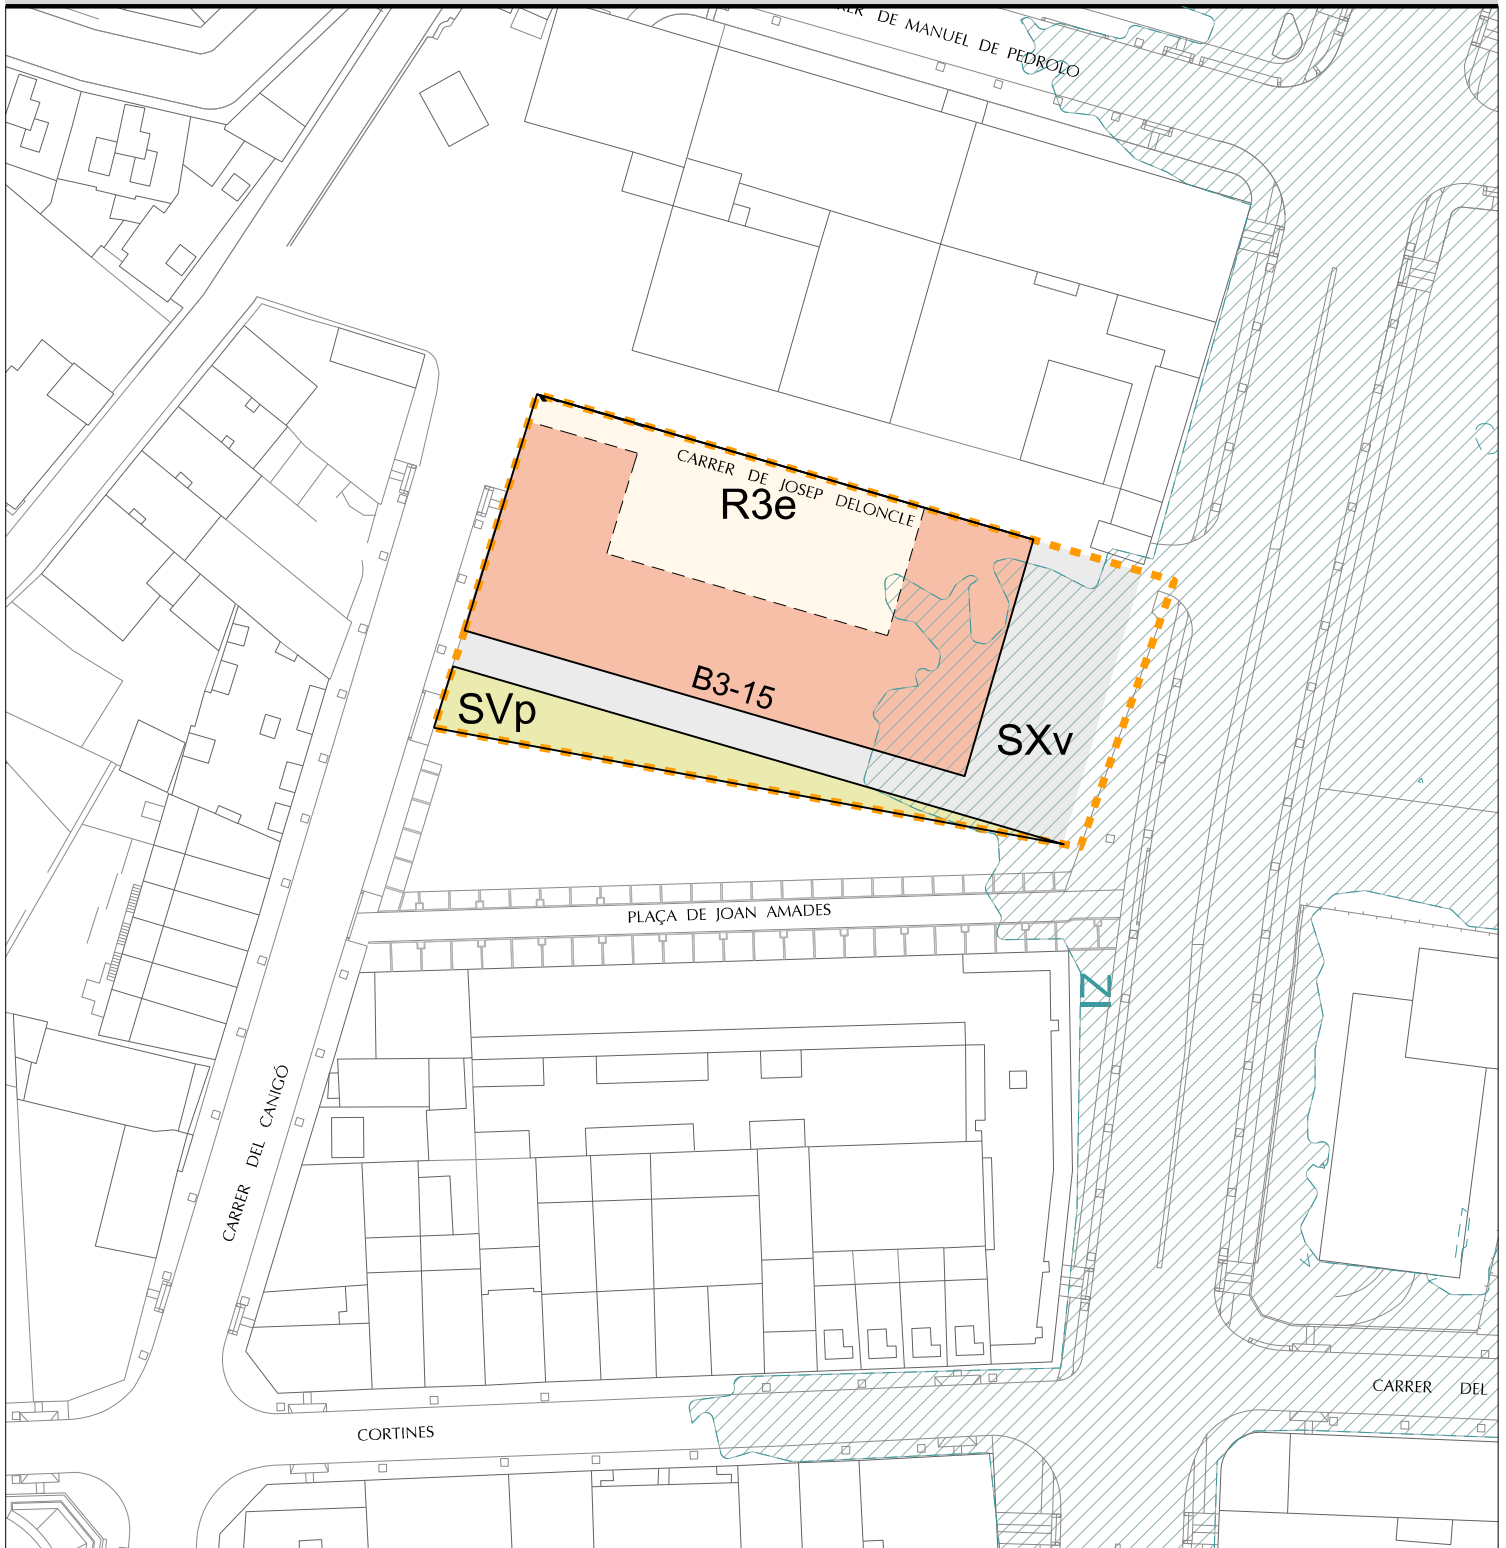 DE MANUEL DE PEDROLO
CARRER DE JOSEP DELONCLE
R3e
B3-15
SVp
SXv
PLAÇA DE JOAN AMADES
IZ
CARRER DEL CANIGÓ
CARRER DEL
CORTINES